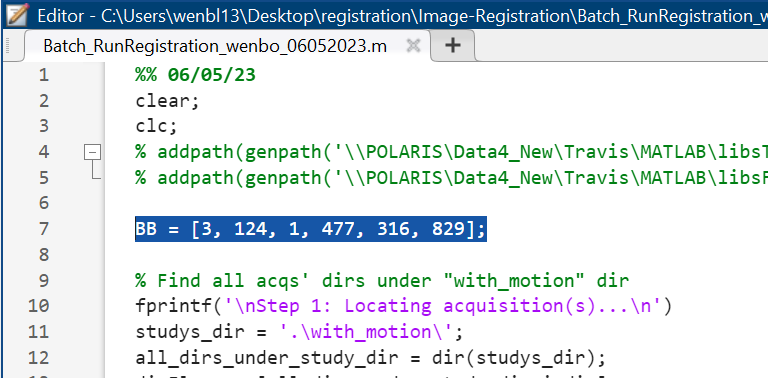 Editor - C:\Users\wenbl13\Desktop\registration\Image-Registration\Batch_RunRegistration_w
Batch_RunRegistration_wenbo_06052023.m
1 %% 06/05/23
2 clear;
3 clc;
4 % addpath(genpath('\\POLARIS\Data4_New\Travis\MATLAB\libsT
5 % addpath(genpath('\\POLARIS\Data4_New\Travis\MATLAB\libsF
6
7 BB = [3, 124, 1, 477, 316, 829];
8
9 % Find all acqs' dirs under "with_motion" dir
10 fprintf('\nStep 1: Locating acquisition(s)...\n')
11 studys_dir = '.\with_motion\';
12 all_dirs_under_study_dir = dir(studys_dir);